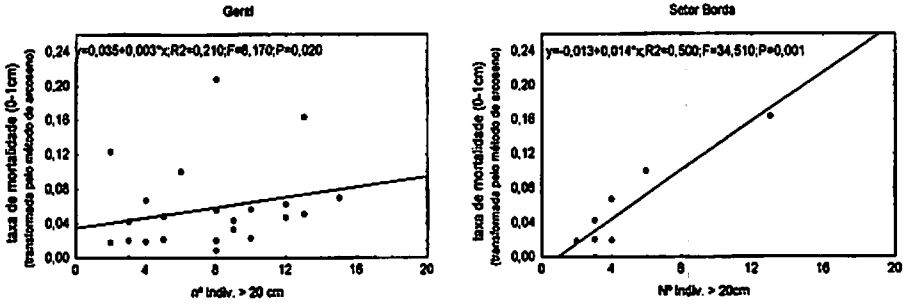 Geral
y=0,035+0,003*x;R2=0,210;F=6,170;P=0,020
0,24
0,20
0,16
0,12
0,08
0,04
0,00
0 4 8 12 16 20
taxa de mortalidade (0-1cm)
(transformada pelo método de arcoseno)
nº Indiv. > 20 cm
Setor Borda
y=-0,013+0,014*x;R2=0,500;F=34,510;P=0,001
0,24
0,20
0,16
0,12
0,08
0,04
0,00
0 4 8 12 16 20
taxa de mortalidade (0-1cm)
(transformada pelo método de arcoseno)
Nº Indiv. > 20cm